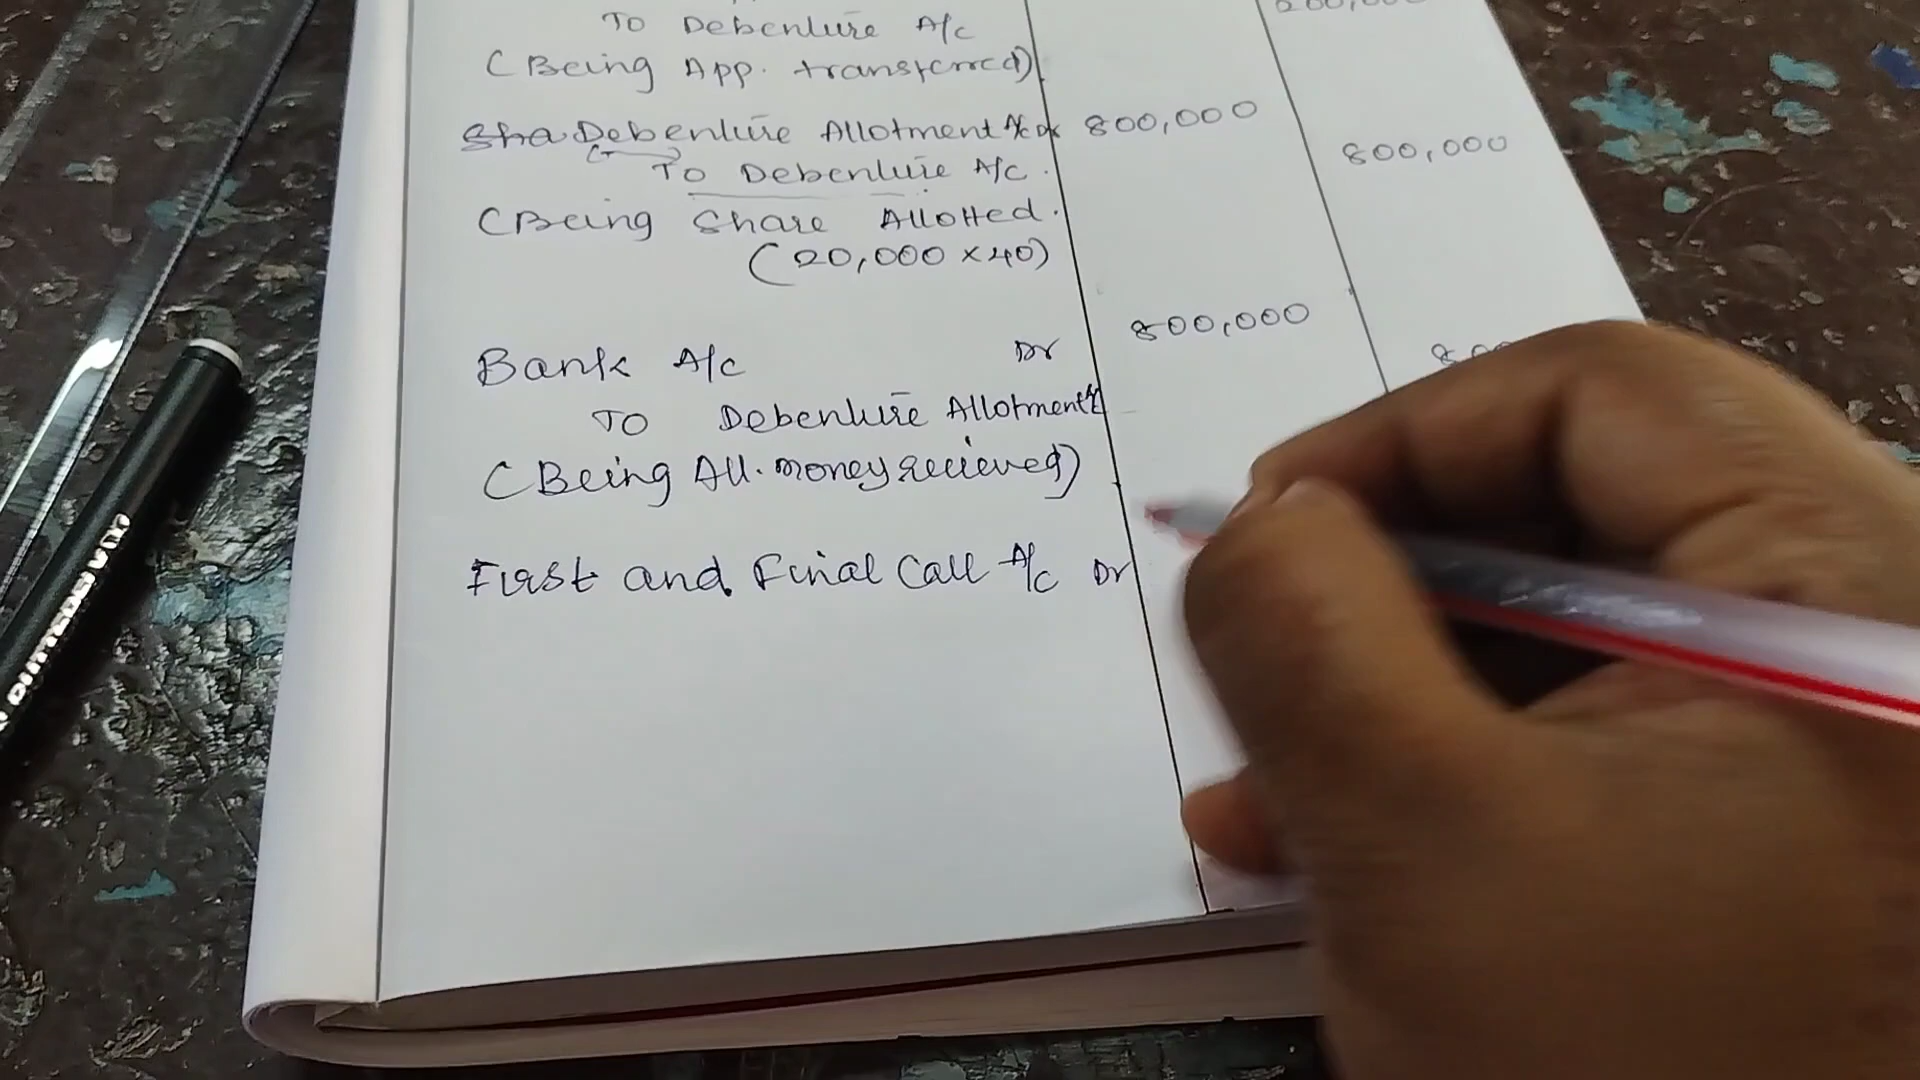 To Debenture A/c
(Being App. transferred)
Sha Debenture Allotment A/c Dr 800,000
To Debenture A/c. 800,000
(Being Share Allotted.
(20,000 x 40)
Bank A/c Dr 800,000
To Debenture Allotment A/c
(Being All. money recieved)
First and Final Call A/c Dr